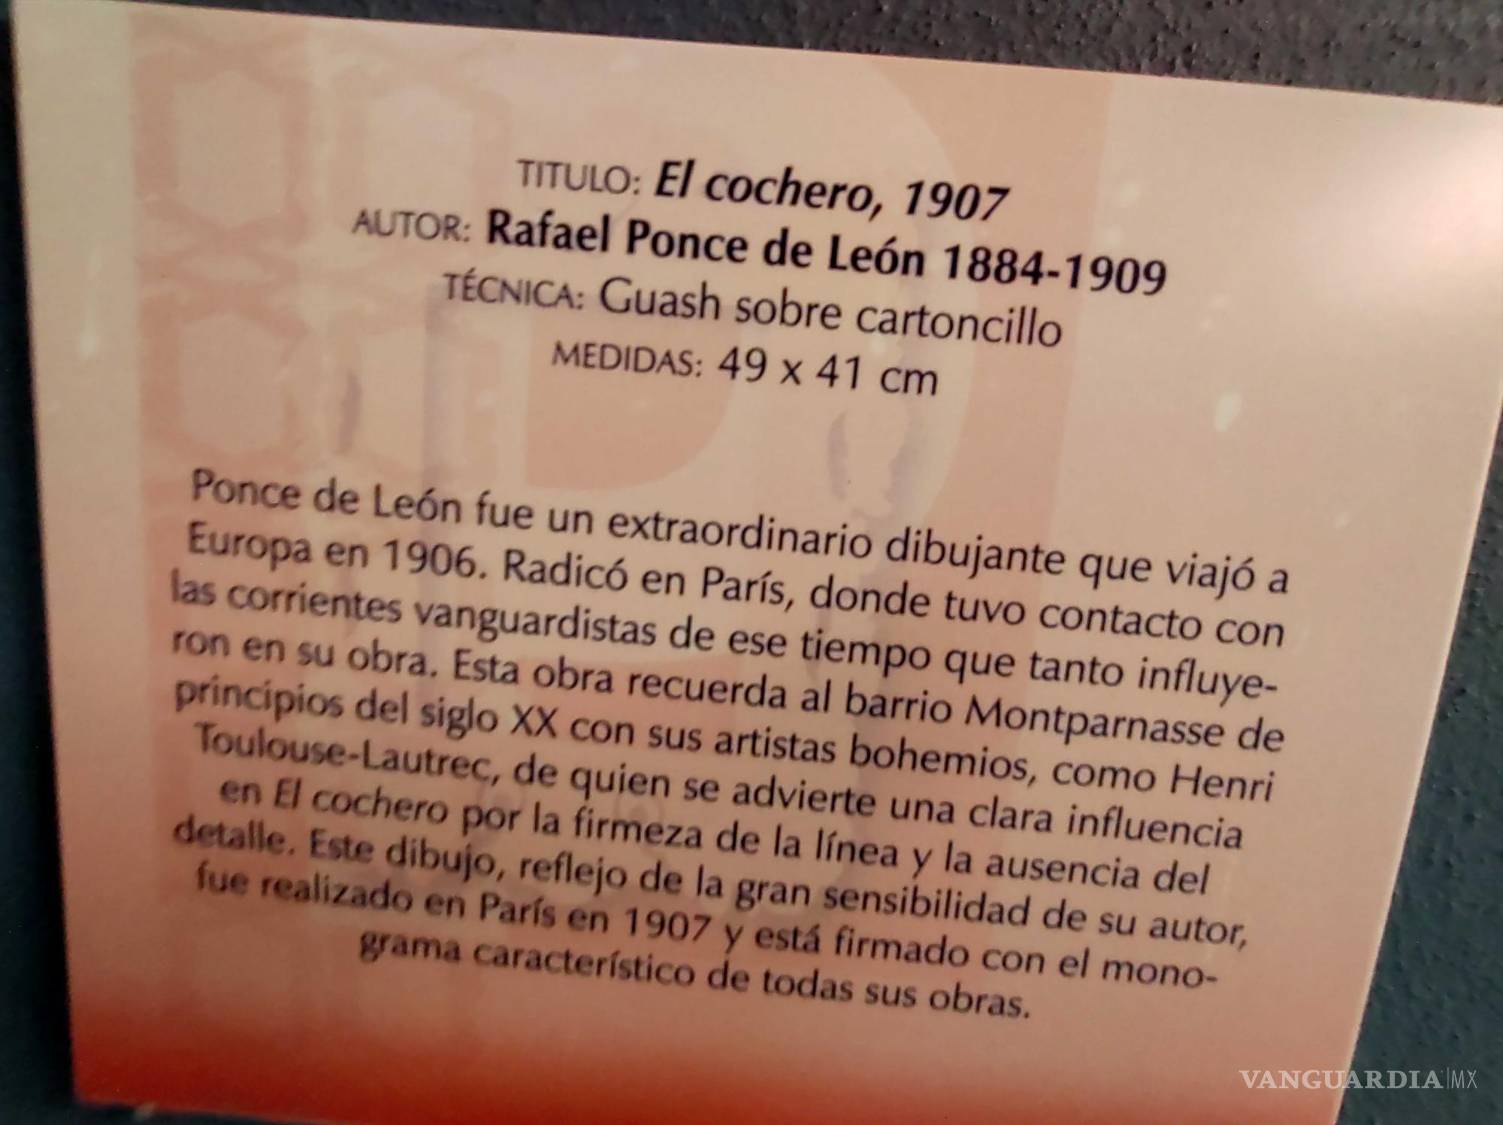 TITULO: El cochero, 1907
AUTOR: Rafael Ponce de León 1884-1909
TÉCNICA: Guash sobre cartoncillo
MEDIDAS: 49 x 41 cm
Ponce de León fue un extraordinario dibujante que viajó a
Europa en 1906. Radicó en París, donde tuvo contacto con
las corrientes vanguardistas de ese tiempo que tanto influye-
ron en su obra. Esta obra recuerda al barrio Montparnasse de
principios del siglo XX con sus artistas bohemios, como Henri
Toulouse-Lautrec, de quien se advierte una clara influencia
en El cochero por la firmeza de la línea y la ausencia del
detalle. Este dibujo, reflejo de la gran sensibilidad de su autor,
fue realizado en París en 1907 y está firmado con el mono-
grama característico de todas sus obras.
VANGUARDIA|MX